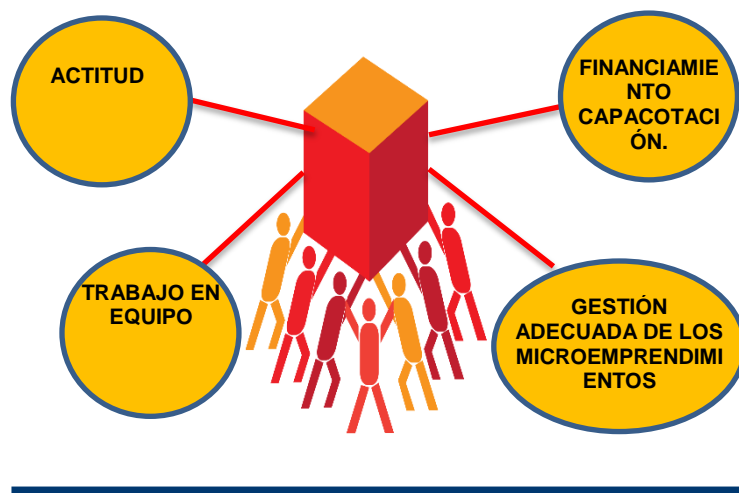 ACTITUD
FINANCIAMIE
NTO
CAPACOTACI
ÓN.
TRABAJO EN
EQUIPO
GESTIÓN
ADECUADA DE LOS
MICROEMPRENDIMI
ENTOS